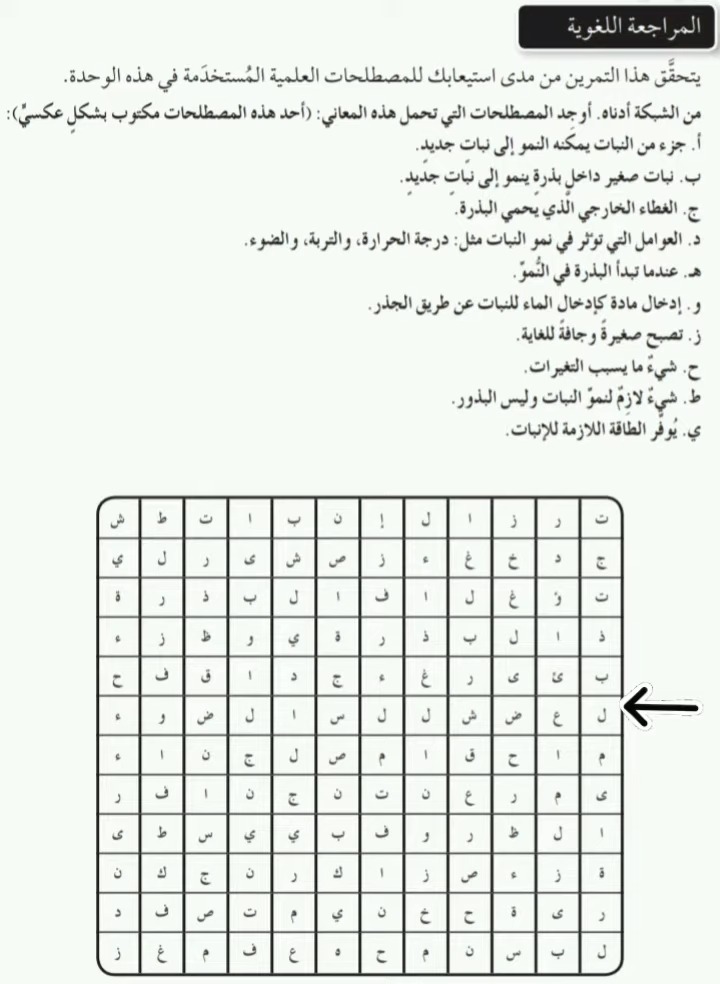 المراجعة اللغوية
يتحقَّق هذا التمرين من مدى استيعابك للمصطلحات العلمية المُستخدَمة في هذه الوحدة.
من الشبكة أدناه. أوجِد المصطلحات التي تحمل هذه المعاني: (أحد هذه المصطلحات مكتوب بشكلٍ عكسيٍّ):
أ. جزء من النبات يمكنه النمو إلى نباتٍ جديدٍ.
ب. نبات صغير داخل بذرةٍ ينمو إلى نباتٍ جديدٍ.
ج. الغطاء الخارجي الذي يحمي البذرة.
د. العوامل التي تؤثر في نمو النبات مثل: درجة الحرارة، والتربة، والضوء.
هـ. عندما تبدأ البذرة في النُّموّ.
و. إدخال مادة كإدخال الماء للنبات عن طريق الجذر.
ز. تصبح صغيرةً وجافةً للغاية.
ح. شيءٌ ما يسبب التغيرات.
ط. شيءٌ لازمٌ لنموّ النبات وليس البذور.
ي. يُوفّر الطاقة اللازمة للإنبات.
ت ر ز ا ل إ ن ب ا ت ط ش
ج د خ غ ء ز ص ش ى ر ل ي
ت ؤ غ ل ا ف ا ل ب ذ ر ة
ذ ا ل ب ذ ر ة ي و ظ ز ء
ب ئ ى ر غ ء ج د ا ق ف ح
ل ع ض ش ل ل س ا ل ض و ء
م ا ح ق ا م ص ل ج ن ا ء
ى م ر ع ن ت ن ج ن ا ف ر
ا ل ظ ر و ف ب ي ي س ط ى
ة ز ء ص ز ا ك ر ن ج ك ن
ر ى ة ح خ ن ي م ت ص ف د
ل ب س ن م ح ه ع ف م غ ز